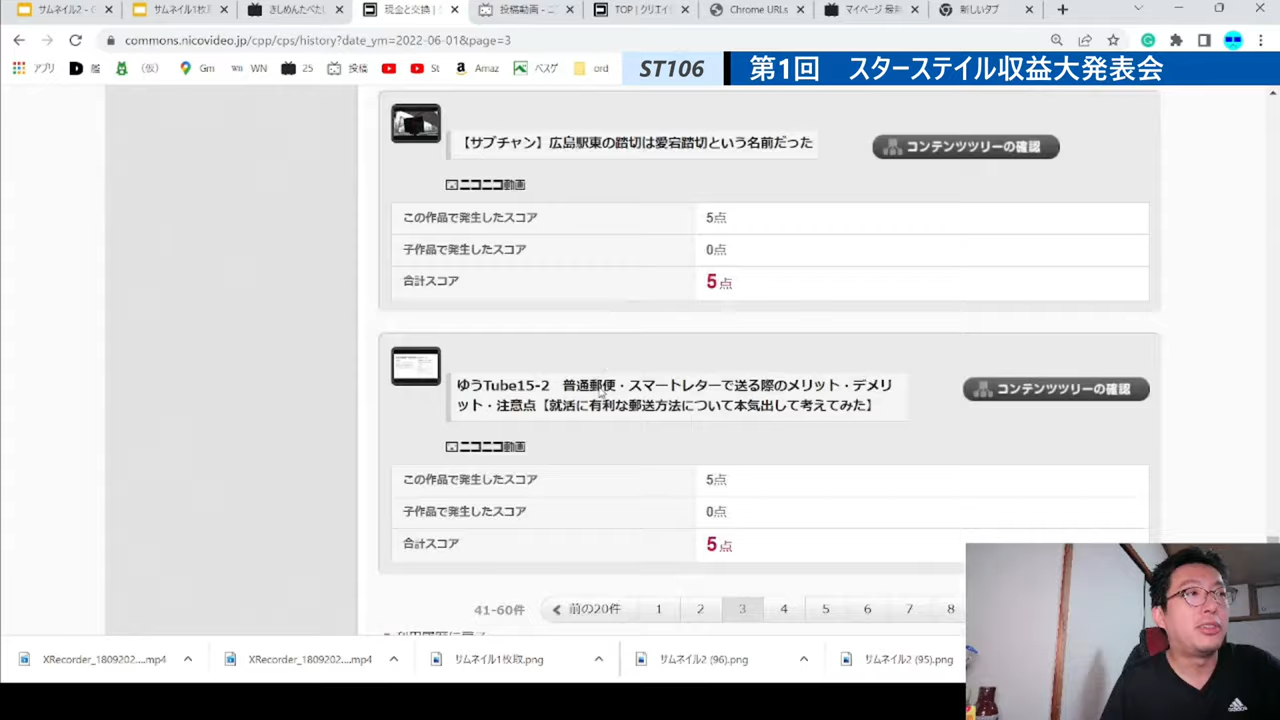 サムネイル2 - G
サムネイル1枚
きしめんたべた
現金と交換 |
投稿動画 - ニ
TOP | クリエイ
Chrome URLs
マイページ 最
新しいタブ
commons.nicovideo.jp/cpp/cps/history?date_ym=2022-06-01&page=3
アプリ
艦
(仮)
Gm
WN
25
投稿
St
Amaz
ベスゲ
ord
ST106 第1回 スターステイル収益大発表会
【サブチャン】広島駅東の踏切は愛宕踏切という名前だった
コンテンツツリーの確認
ニコニコ動画
この作品で発生したスコア 5点
子作品で発生したスコア 0点
合計スコア 5点
ゆうTube15-2 普通郵便・スマートレターで送る際のメリット・デメリ
ット・注意点【就活に有利な郵送方法について本気出して考えてみた】
コンテンツツリーの確認
ニコニコ動画
この作品で発生したスコア 5点
子作品で発生したスコア 0点
合計スコア 5点
41-60件 前の20件 1 2 3 4 5 6 7 8
XRecorder_1809202....mp4
XRecorder_1809202....mp4
サムネイル1枚取.png
サムネイル2 (96).png
サムネイル2 (95).png